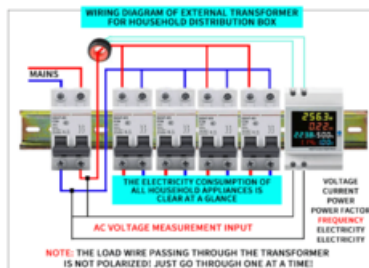 WIRING DIAGRAM OF EXTERNAL TRANSFORMER
FOR HOUSEHOLD DISTRIBUTION BOX
MAINS
THE ELECTRICITY CONSUMPTION OF
ALL HOUSEHOLD APPLIANCES IS
CLEAR AT A GLANCE
AC VOLTAGE MEASUREMENT INPUT
VOLTAGE
CURRENT
POWER
POWER FACTOR
FREQUENCY
ELECTRICITY
ELECTRICITY
NOTE: THE LOAD WIRE PASSING THROUGH THE TRANSFORMER
IS NOT POLARIZED! JUST GO THROUGH ONE AT A TIME!